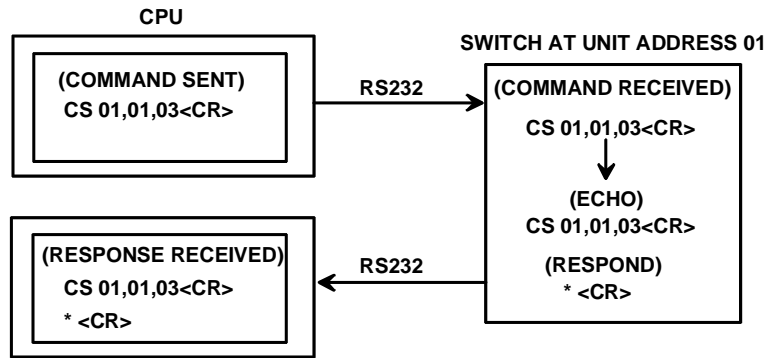 CPU
(COMMAND SENT)
CS 01,01,03<CR>
RS232
SWITCH AT UNIT ADDRESS 01
(COMMAND RECEIVED)
CS 01,01,03<CR>
(ECHO)
CS 01,01,03<CR>
(RESPOND)
* <CR>
RS232
(RESPONSE RECEIVED)
CS 01,01,03<CR>
* <CR>